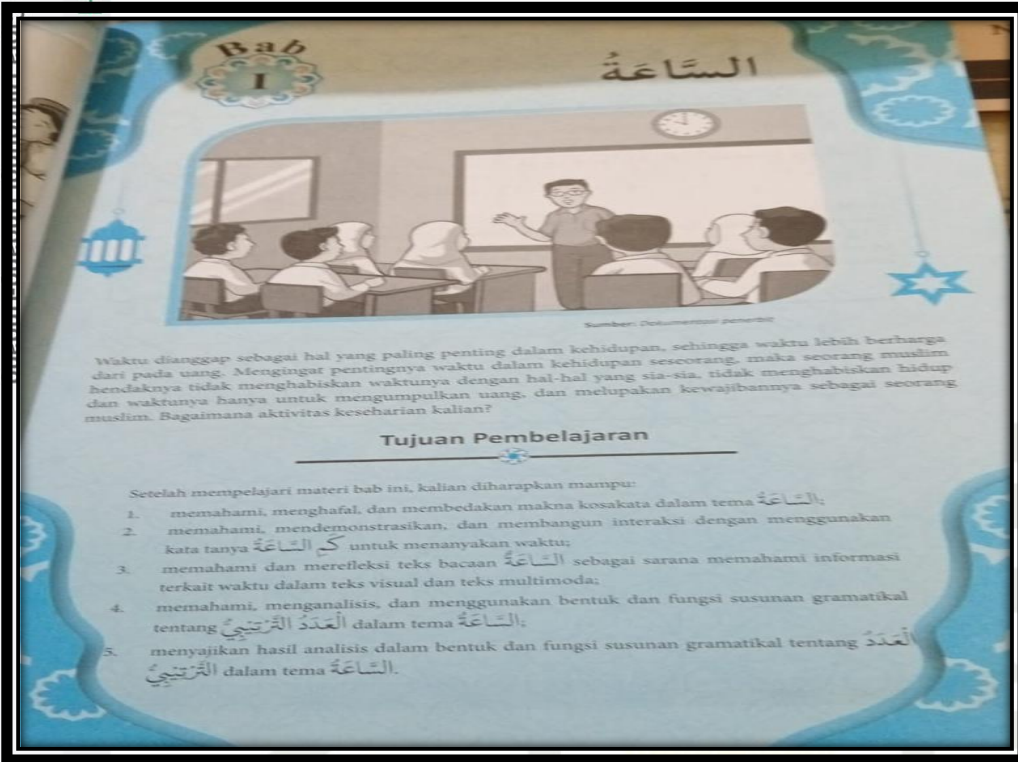 Bab
I
السَّاعَةُ
Sumber: Dokumentasi penerbit
Waktu dianggap sebagai hal yang paling penting dalam kehidupan, sehingga waktu lebih berharga
dari pada uang. Mengingat pentingnya waktu dalam kehidupan seseorang, maka seorang muslim
hendaknya tidak menghabiskan waktunya dengan hal-hal yang sia-sia, tidak menghabiskan hidup
dan waktunya hanya untuk mengumpulkan uang, dan melupakan kewajibannya sebagai seorang
muslim. Bagaimana aktivitas keseharian kalian?
Tujuan Pembelajaran
Setelah mempelajari materi bab ini, kalian diharapkan mampu:
1. memahami, menghafal, dan membedakan makna kosakata dalam tema السَّاعَةُ;
2. memahami, mendemonstrasikan, dan membangun interaksi dengan menggunakan
kata tanya كَمِ السَّاعَةُ untuk menanyakan waktu;
3. memahami dan merefleksi teks bacaan السَّاعَةُ sebagai sarana memahami informasi
terkait waktu dalam teks visual dan teks multimoda;
4. memahami, menganalisis, dan menggunakan bentuk dan fungsi susunan gramatikal
tentang الْعَدَدُ التَّرْتِيْبِيُّ dalam tema السَّاعَةُ;
5. menyajikan hasil analisis dalam bentuk dan fungsi susunan gramatikal tentang الْعَدَدُ
التَّرْتِيْبِيُّ dalam tema السَّاعَةُ.